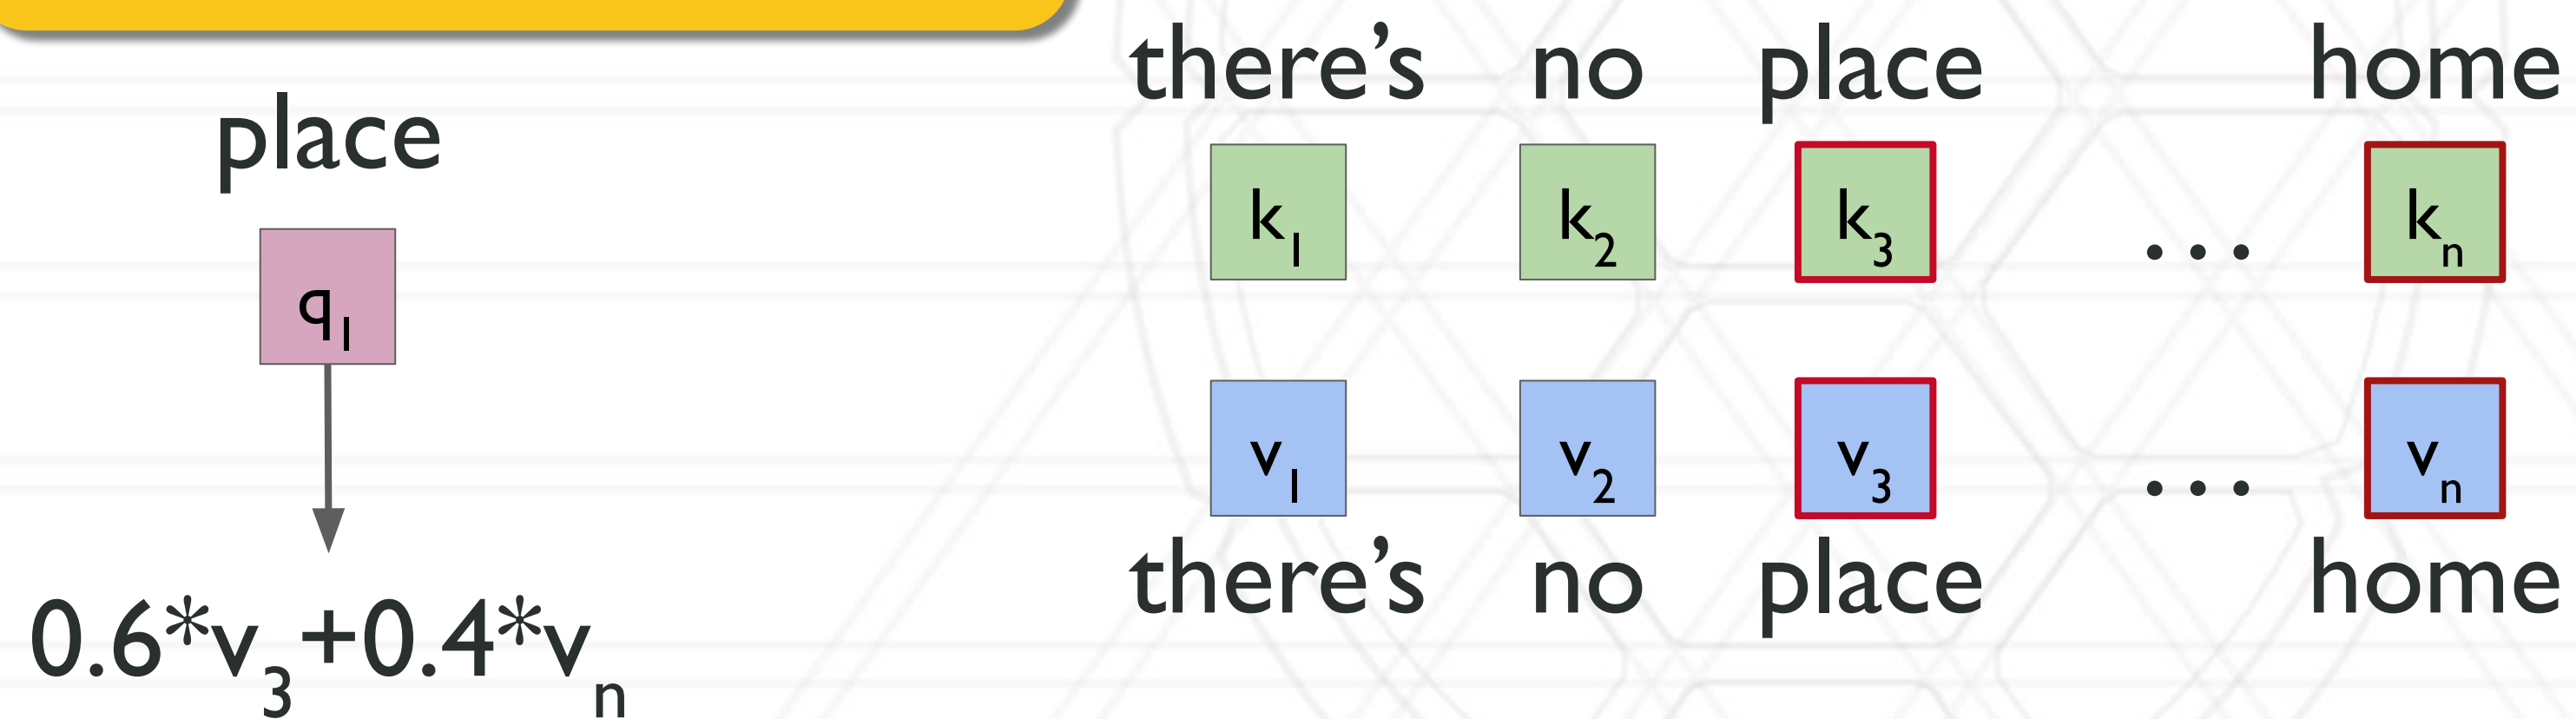 there’s no place home
place
k1 k2 k3 ... kn
q1
v1 v2 v3 ... vn
there’s no place home
0.6*v3+0.4*vn